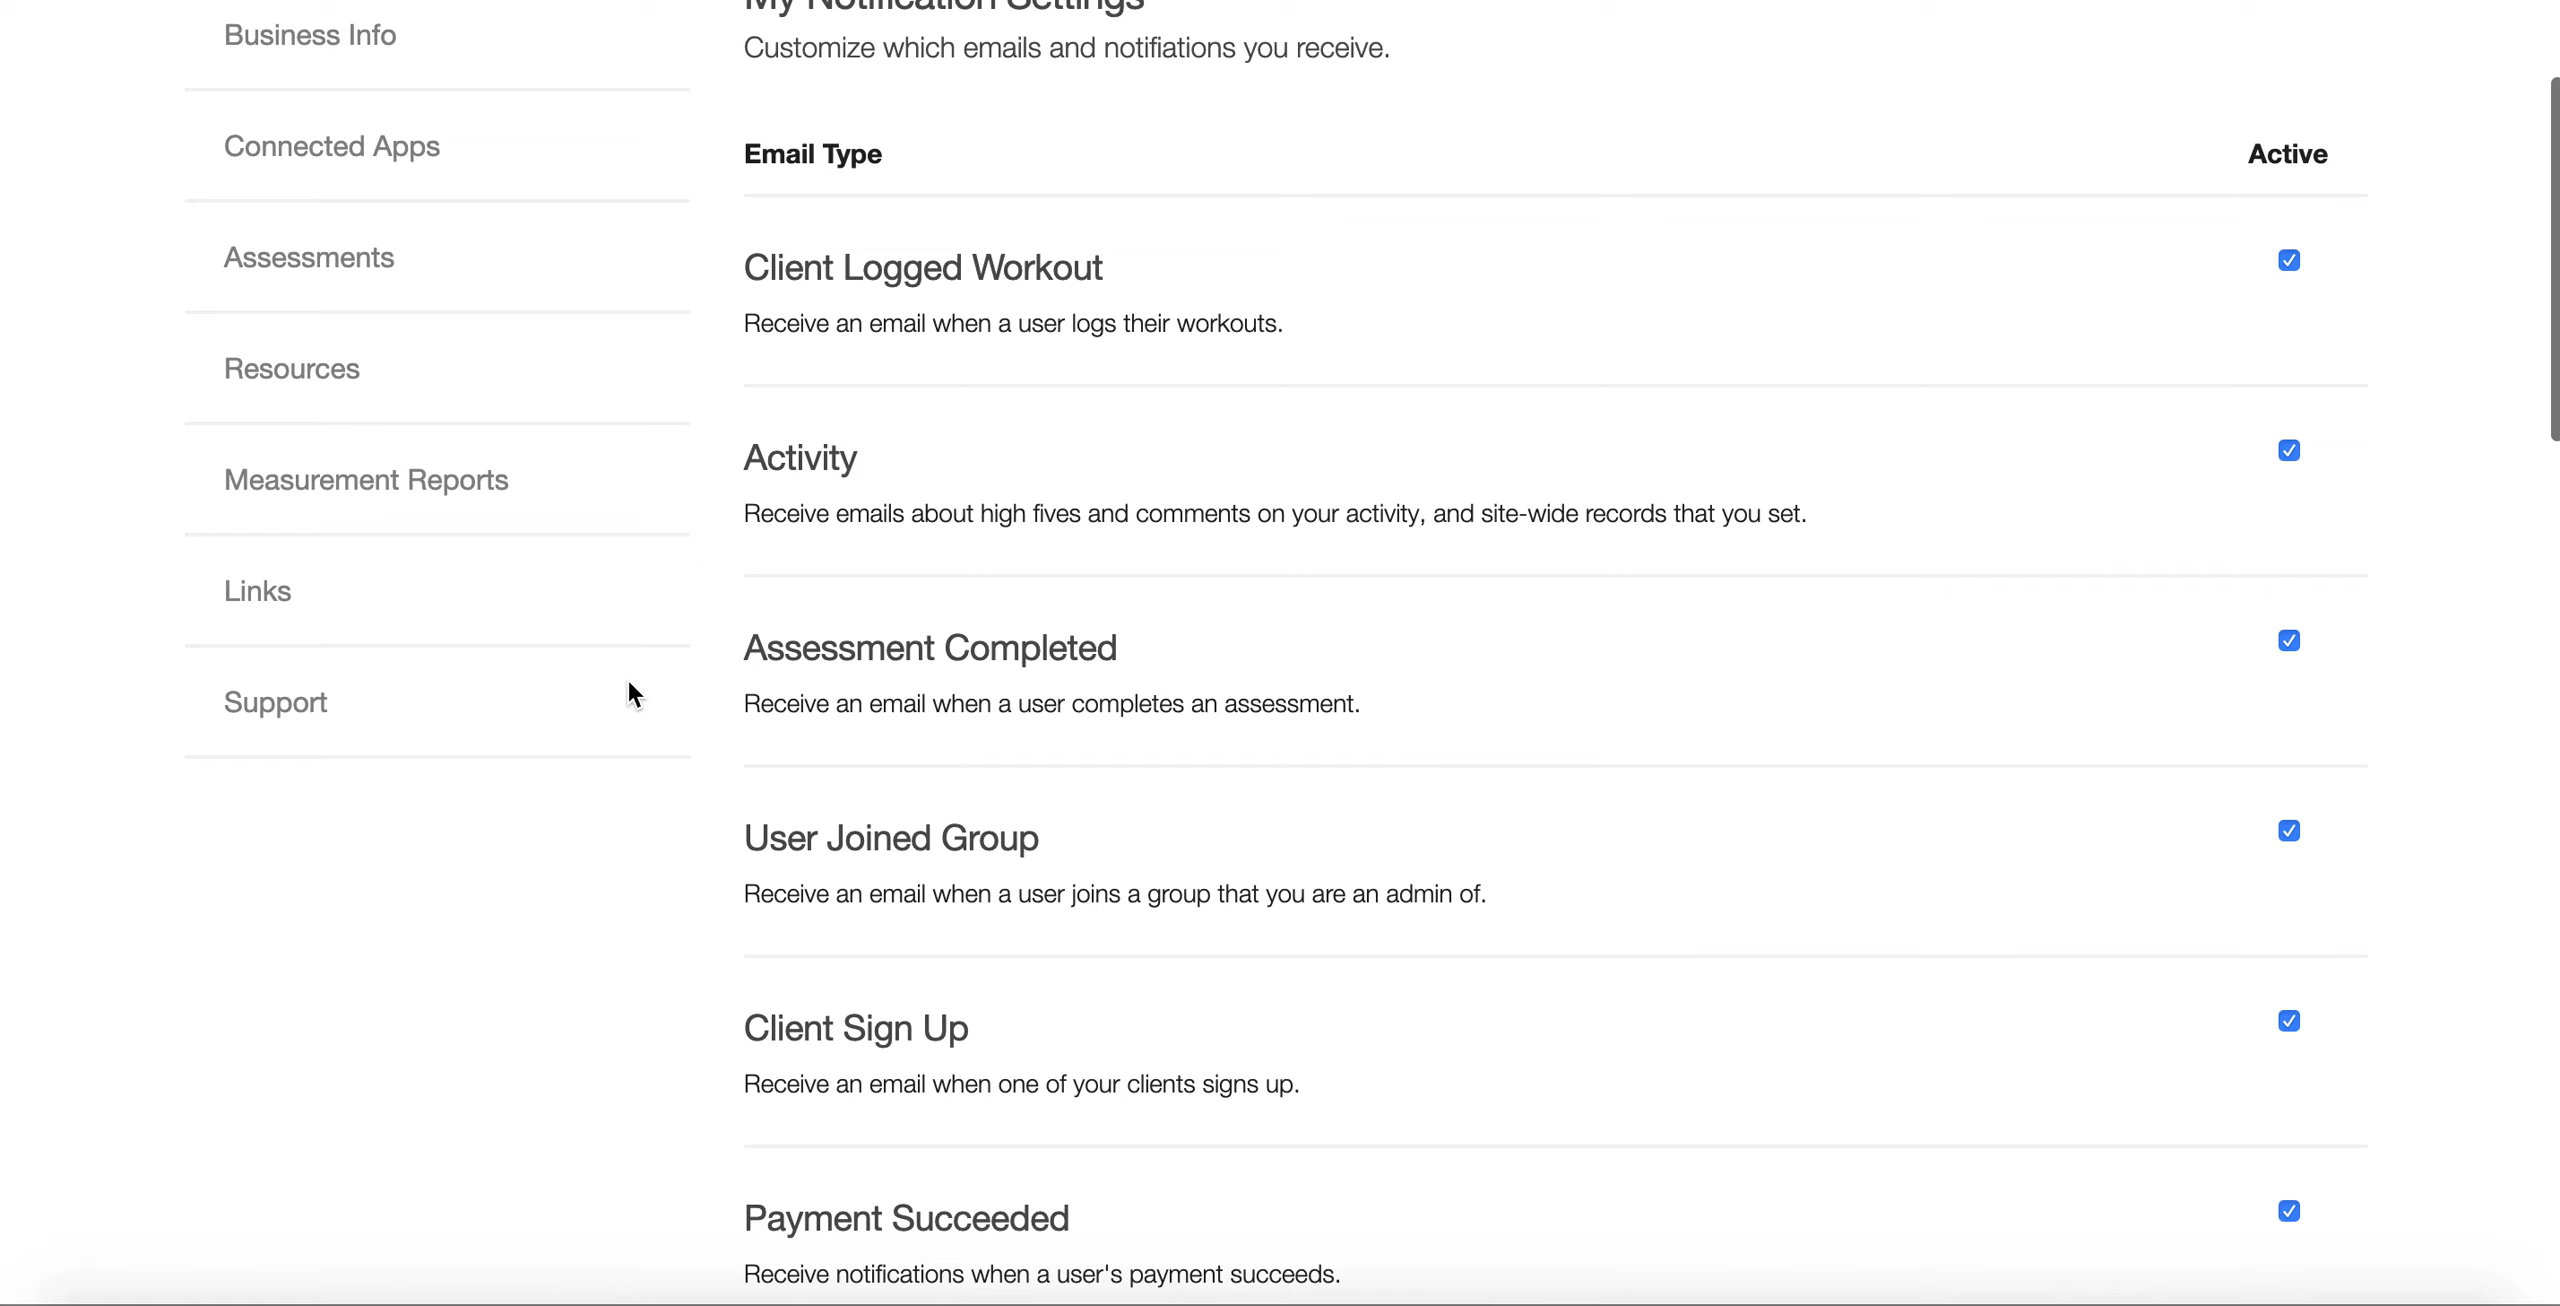 Business Info
Connected Apps
Assessments
Resources
Measurement Reports
Links
Support
My Notification Settings
Customize which emails and notifiations you receive.
Email Type Active
Client Logged Workout
Receive an email when a user logs their workouts.
Activity
Receive emails about high fives and comments on your activity, and site-wide records that you set.
Assessment Completed
Receive an email when a user completes an assessment.
User Joined Group
Receive an email when a user joins a group that you are an admin of.
Client Sign Up
Receive an email when one of your clients signs up.
Payment Succeeded
Receive notifications when a user's payment succeeds.